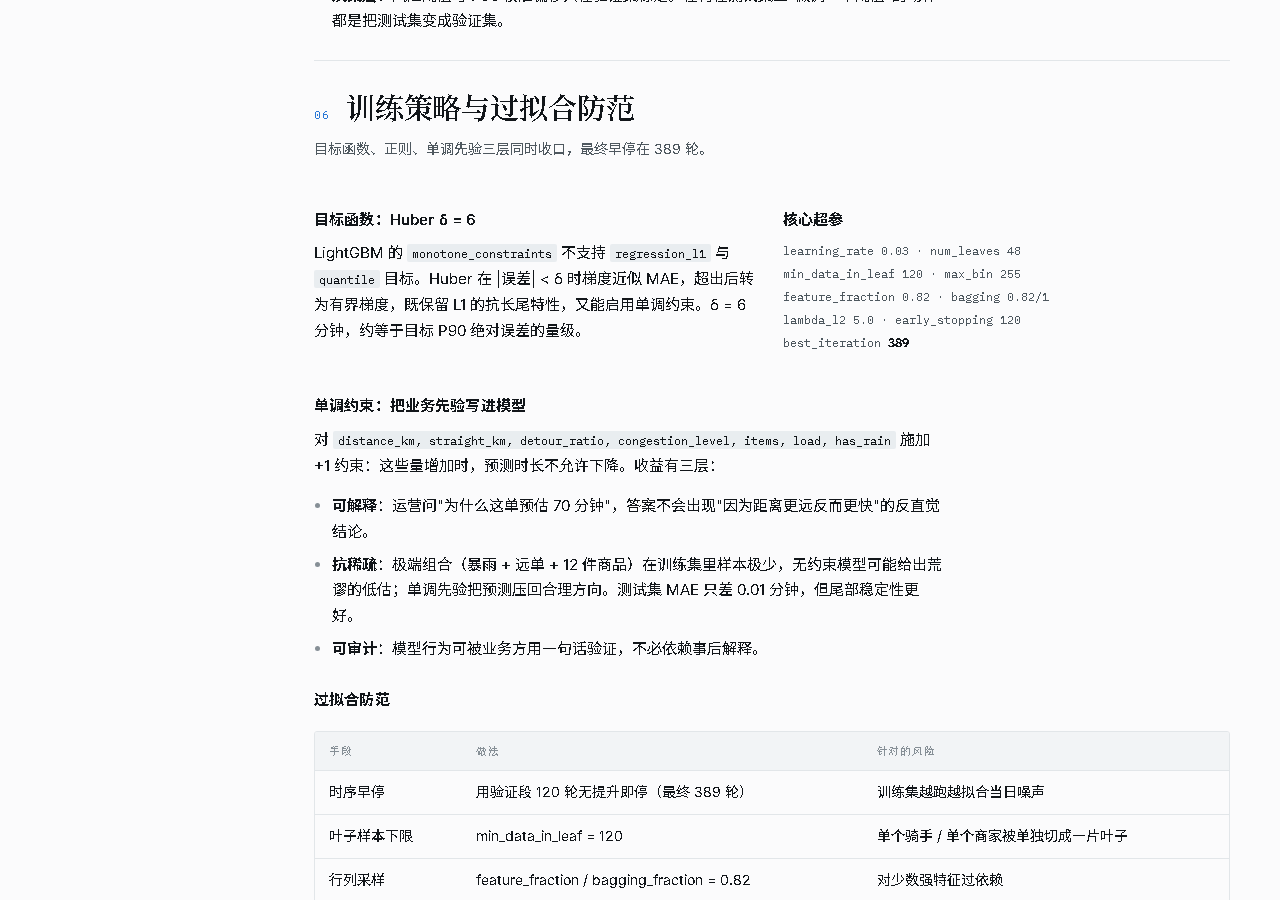 都是把测试集变成验证集。
06 训练策略与过拟合防范
目标函数、正则、单调先验三层同时收口，最终早停在 389 轮。
目标函数：Huber δ = 6
LightGBM 的 monotone_constraints 不支持 regression_l1 与
quantile 目标。Huber 在 |误差| < δ 时梯度近似 MAE，超出后转
为有界梯度，既保留 L1 的抗长尾特性，又能启用单调约束。δ = 6
分钟，约等于目标 P90 绝对误差的量级。
核心超参
learning_rate 0.03 · num_leaves 48
min_data_in_leaf 120 · max_bin 255
feature_fraction 0.82 · bagging 0.82/1
lambda_l2 5.0 · early_stopping 120
best_iteration 389
单调约束：把业务先验写进模型
对 distance_km, straight_km, detour_ratio, congestion_level, items, load, has_rain 施加
+1 约束：这些量增加时，预测时长不允许下降。收益有三层：
• 可解释：运营问"为什么这单预估 70 分钟"，答案不会出现"因为距离更远反而更快"的反直觉
结论。
• 抗稀疏：极端组合（暴雨 + 远单 + 12 件商品）在训练集里样本极少，无约束模型可能给出荒
谬的低估；单调先验把预测压回合理方向。测试集 MAE 只差 0.01 分钟，但尾部稳定性更
好。
• 可审计：模型行为可被业务方用一句话验证，不必依赖事后解释。
过拟合防范
手段 做法 针对的风险
时序早停 用验证段 120 轮无提升即停（最终 389 轮） 训练集越跑越拟合当日噪声
叶子样本下限 min_data_in_leaf = 120 单个骑手 / 单个商家被单独切成一片叶子
行列采样 feature_fraction / bagging_fraction = 0.82 对少数强特征过依赖